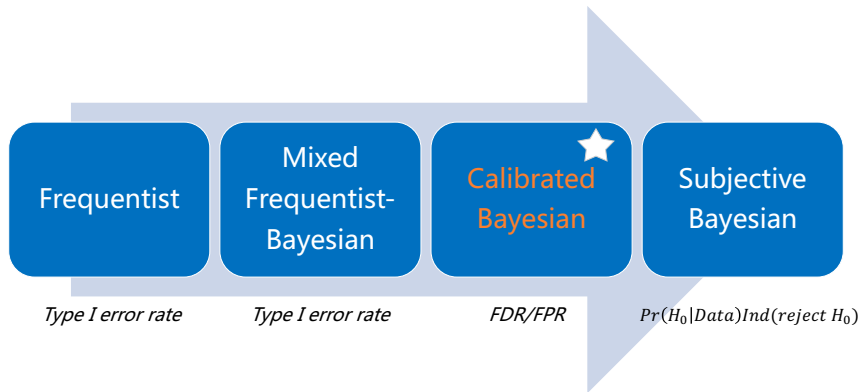 Frequentist
Mixed
Frequentist-
Bayesian
Calibrated
Bayesian
Subjective
Bayesian
Type I error rate
Type I error rate
FDR/FPR
Pr(H₀|Data)Ind(reject H₀)